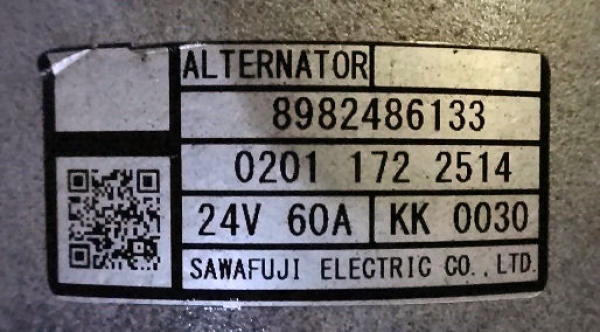 ALTERNATOR
8982486133
0201 172 2514
24V 60A KK 0030
SAWAFUJI ELECTRIC CO.,LTD.